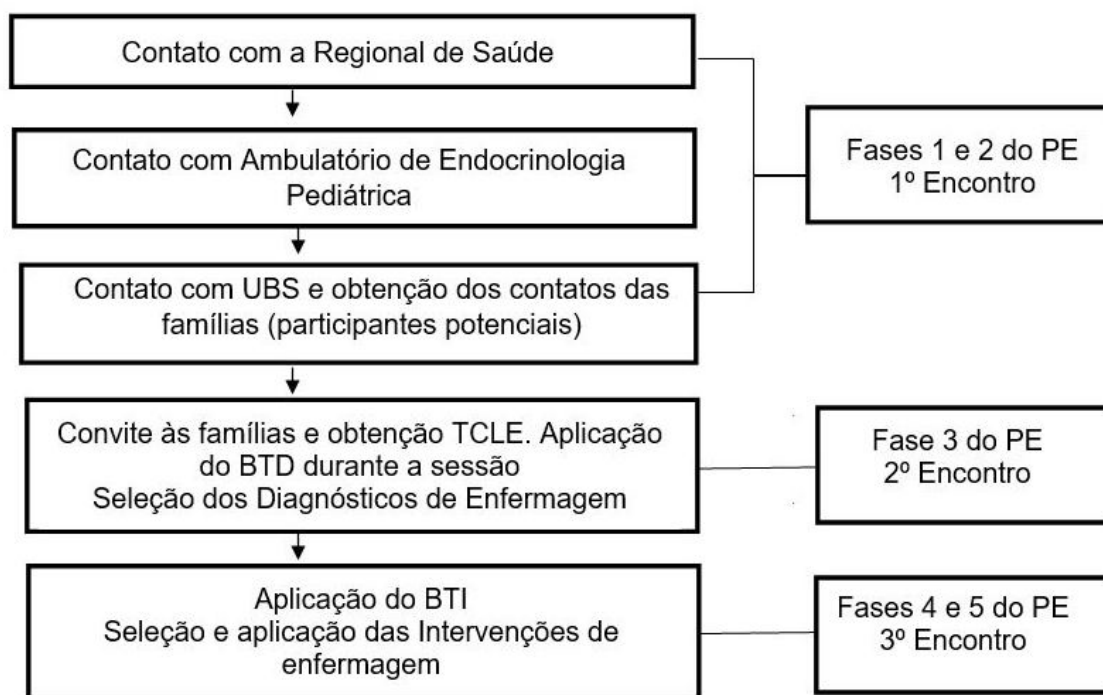 Contato com a Regional de Saúde
Contato com Ambulatório de Endocrinologia
Pediátrica
Contato com UBS e obtenção dos contatos das
famílias (participantes potenciais)
Fases 1 e 2 do PE
1º Encontro
Convite às famílias e obtenção TCLE. Aplicação
do BTD durante a sessão
Seleção dos Diagnósticos de Enfermagem
Fase 3 do PE
2º Encontro
Aplicação do BTI
Seleção e aplicação das Intervenções de
enfermagem
Fases 4 e 5 do PE
3º Encontro